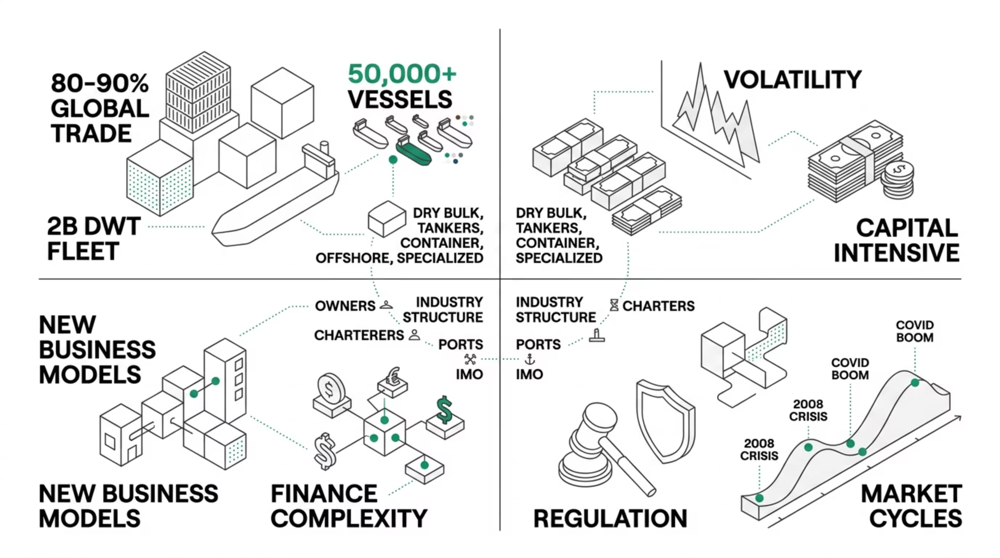 80-90%
GLOBAL
TRADE
50,000+
VESSELS
2B DWT
FLEET
DRY BULK,
TANKERS,
CONTAINER,
OFFSHORE, SPECIALIZED
VOLATILITY
DRY BULK,
TANKERS,
CONTAINER,
SPECIALIZED
$
CAPITAL
INTENSIVE
NEW
BUSINESS
MODELS
OWNERS
CHARTERERS
INDUSTRY
STRUCTURE
PORTS
IMO
$
€
$
$
NEW BUSINESS
MODELS
FINANCE
COMPLEXITY
INDUSTRY
STRUCTURE
CHARTERS
PORTS
IMO
COVID
BOOM
COVID
BOOM
2008
CRISIS
2008
CRISIS
REGULATION
MARKET
CYCLES